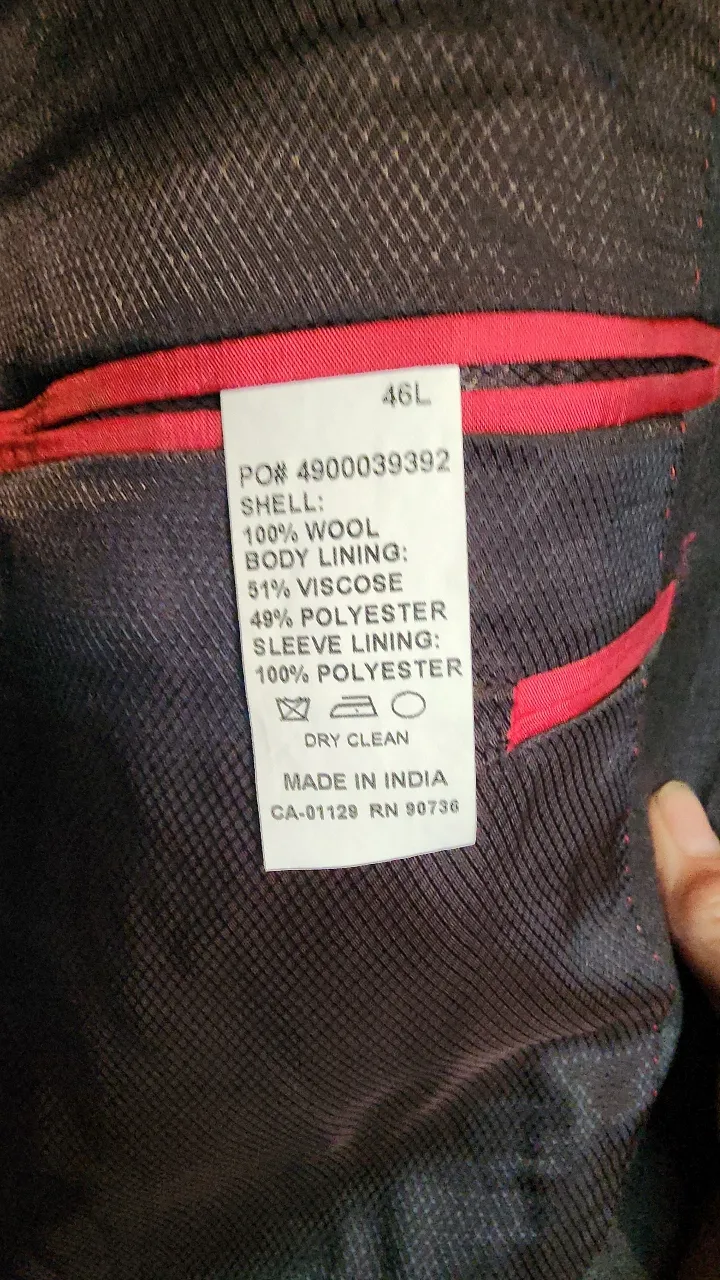 46L
PO# 4900039392
SHELL:
100% WOOL
BODY LINING:
51% VISCOSE
49% POLYESTER
SLEEVE LINING:
100% POLYESTER
DRY CLEAN
MADE IN INDIA
CA-01129 RN 90736